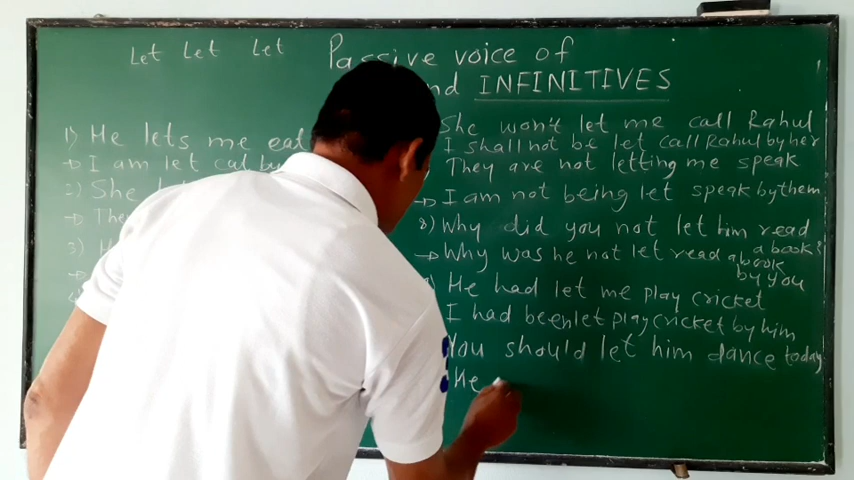 Let Let Let Passive voice of
INFINITIVES
1) He lets me eat
→ I am let eat by
2) She
→
3) H
→
She won't let me call Rahul
I shall not be let call Rahul by her
They are not letting me speak
→ I am not being let speak by them
8) Why did you not let him read a book?
→ Why was he not let read a book by you
He had let me play cricket
I had been let play cricket by him
You should let him dance today
He